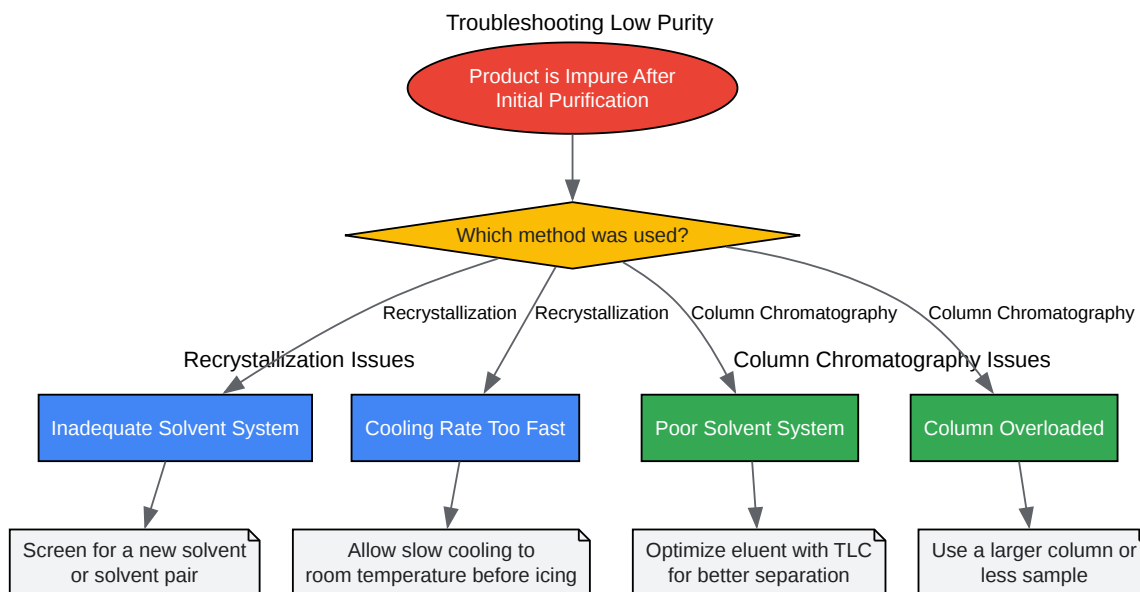 Troubleshooting Low Purity
Product is Impure After
Initial Purification
Which method was used?
Recrystallization
Recrystallization
Column Chromatography
Column Chromatography
Recrystallization Issues
Column Chromatography Issues
Inadequate Solvent System
Cooling Rate Too Fast
Poor Solvent System
Column Overloaded
Screen for a new solvent
or solvent pair
Allow slow cooling to
room temperature before icing
Optimize eluent with TLC
for better separation
Use a larger column or
less sample